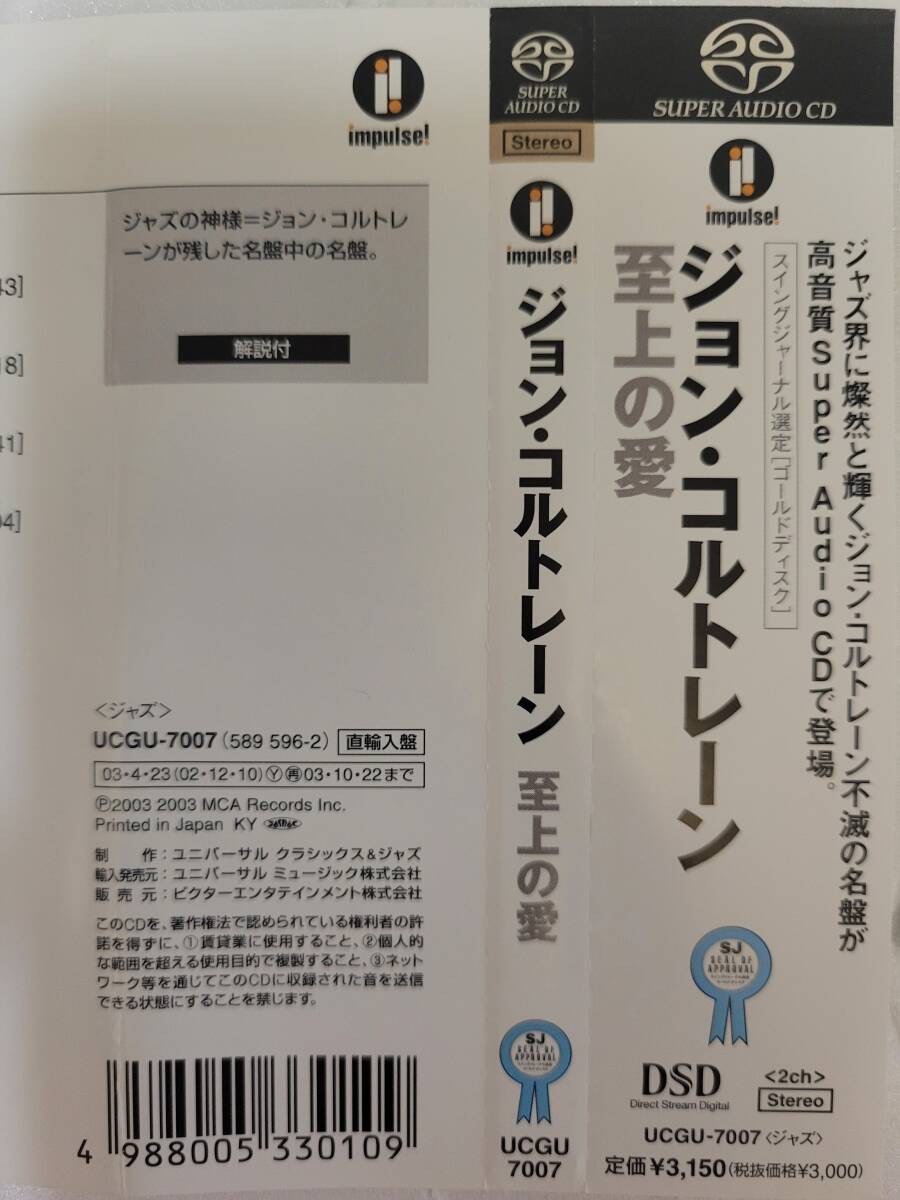 impulse!
ジャズの神様=ジョン・コルトレ
ーンが残した名盤中の名盤。
解説付
43]
18]
41]
04]
〈ジャズ〉
UCGU-7007 (589 596-2) 直輸入盤
03・4・23(02・12・10)Ⓨ㊢03・10・22まで
Ⓟ2003 2003 MCA Records Inc.
Printed in Japan KY
制 作:ユニバーサル クラシックス&ジャズ
輸入発売元:ユニバーサル ミュージック株式会社
販 売 元:ビクターエンタテインメント株式会社
このCDを、著作権法で認められている権利者の許
諾を得ずに、①賃貸業に使用すること、②個人的
な範囲を超える使用目的で複製すること、③ネット
ワーク等を通じてこのCDに収録された音を送信
できる状態にすることを禁じます。
4 988005 330109
SUPER
AUDIO CD
Stereo
impulse!
ジョン・コルトレーン 至上の愛
SJ
SEAL OF
APPROVAL
UCGU
7007
SUPER AUDIO CD
impulse!
ジャズ界に燦然と輝くジョン・コルトレーン不滅の名盤が
高音質Super Audio CDで登場。
スイングジャーナル選定[ゴールドディスク]
ジョン・コルトレーン
至上の愛
SJ
SEAL OF
APPROVAL
DSD
Direct Stream Digital
<2ch>
Stereo
UCGU-7007〈ジャズ〉
定価¥3,150(税抜価格¥3,000)